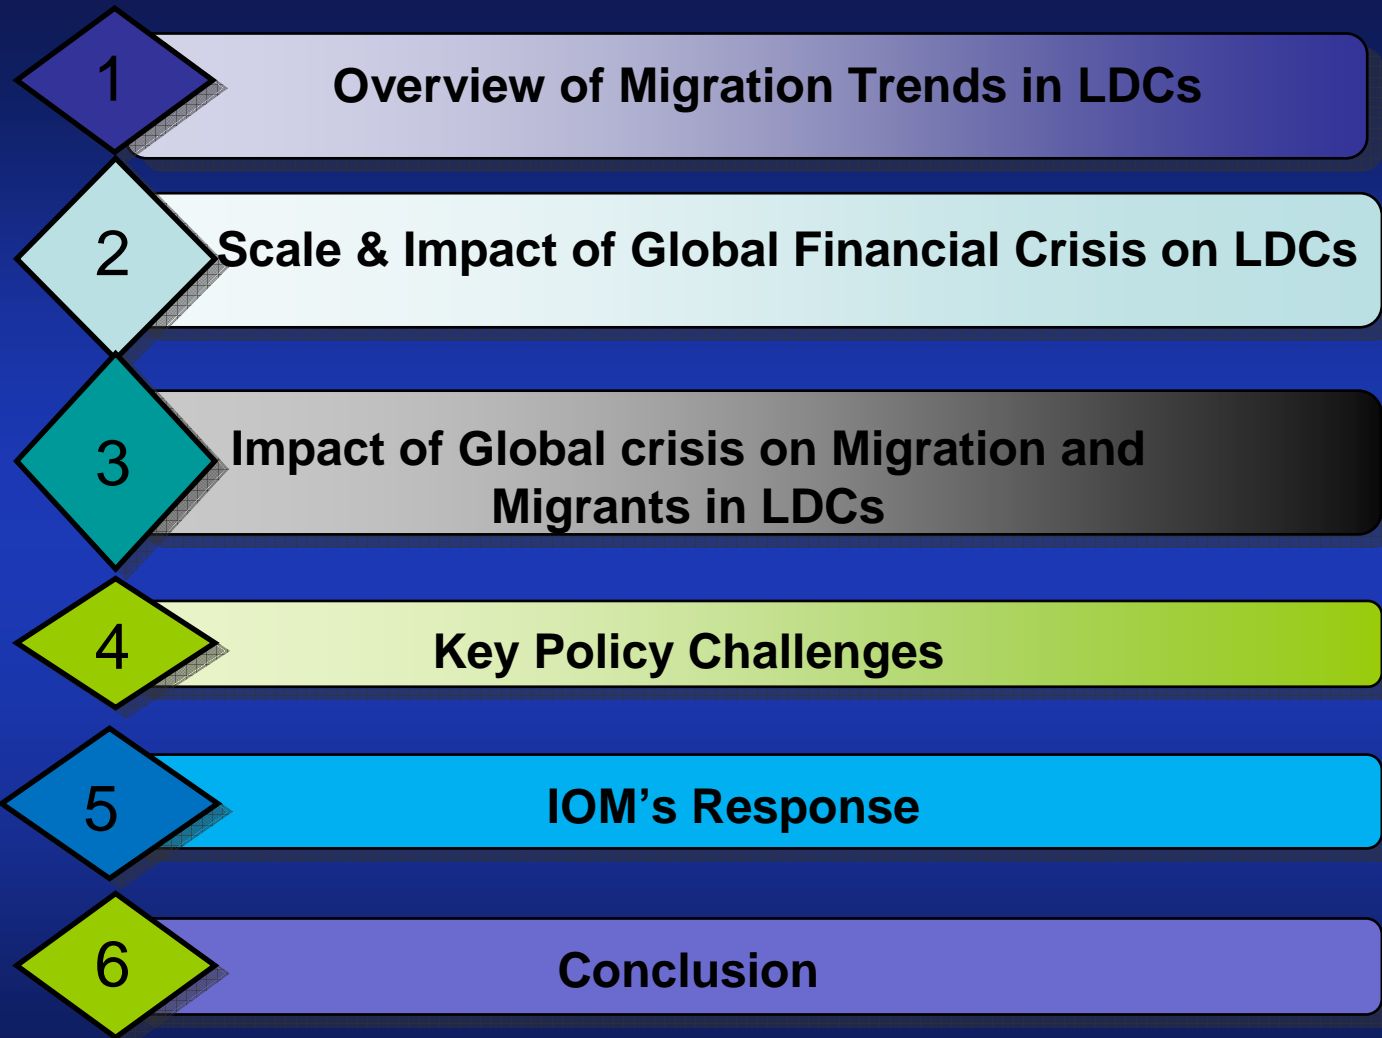 1
Overview of Migration Trends in LDCs
2
Scale & Impact of Global Financial Crisis on LDCs
3
Impact of Global crisis on Migration and
Migrants in LDCs
4
Key Policy Challenges
5
IOM’s Response
6
Conclusion